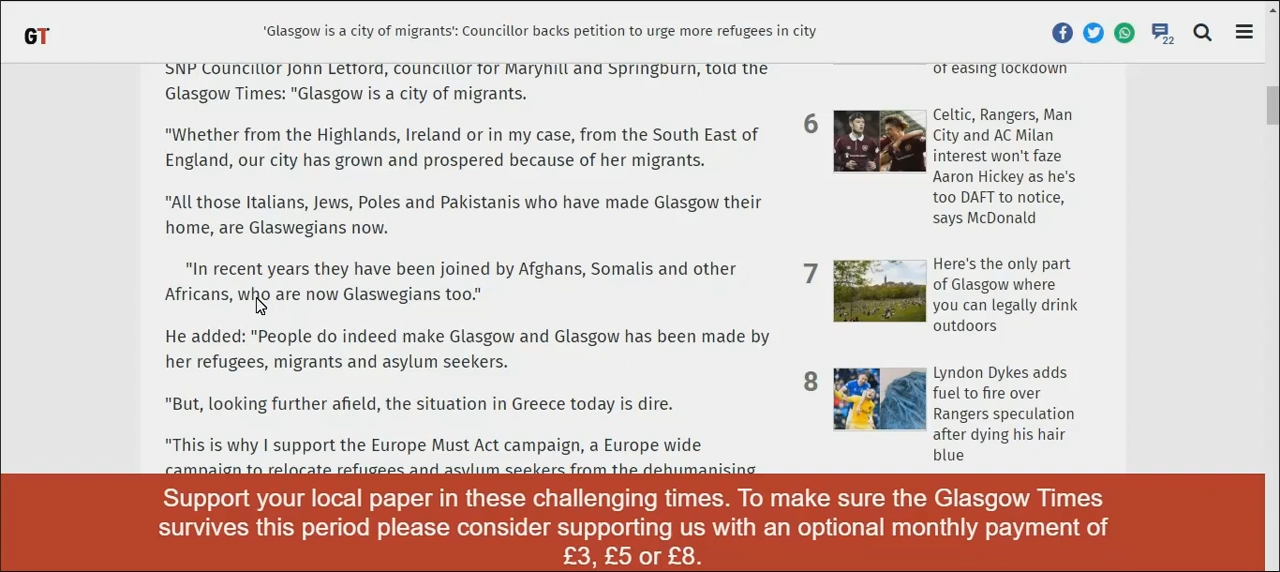 GT
'Glasgow is a city of migrants': Councillor backs petition to urge more refugees in city
22
SNP Councillor John Letford, councillor for Maryhill and Springburn, told the
Glasgow Times: "Glasgow is a city of migrants.
"Whether from the Highlands, Ireland or in my case, from the South East of
England, our city has grown and prospered because of her migrants.
"All those Italians, Jews, Poles and Pakistanis who have made Glasgow their
home, are Glaswegians now.
"In recent years they have been joined by Afghans, Somalis and other
Africans, who are now Glaswegians too."
He added: "People do indeed make Glasgow and Glasgow has been made by
her refugees, migrants and asylum seekers.
"But, looking further afield, the situation in Greece today is dire.
"This is why I support the Europe Must Act campaign, a Europe wide
campaign to relocate refugees and asylum seekers from the dehumanising
of easing lockdown
6
Celtic, Rangers, Man
City and AC Milan
interest won't faze
Aaron Hickey as he's
too DAFT to notice,
says McDonald
7
Here's the only part
of Glasgow where
you can legally drink
outdoors
8
Lyndon Dykes adds
fuel to fire over
Rangers speculation
after dying his hair
blue
Support your local paper in these challenging times. To make sure the Glasgow Times
survives this period please consider supporting us with an optional monthly payment of
£3, £5 or £8.